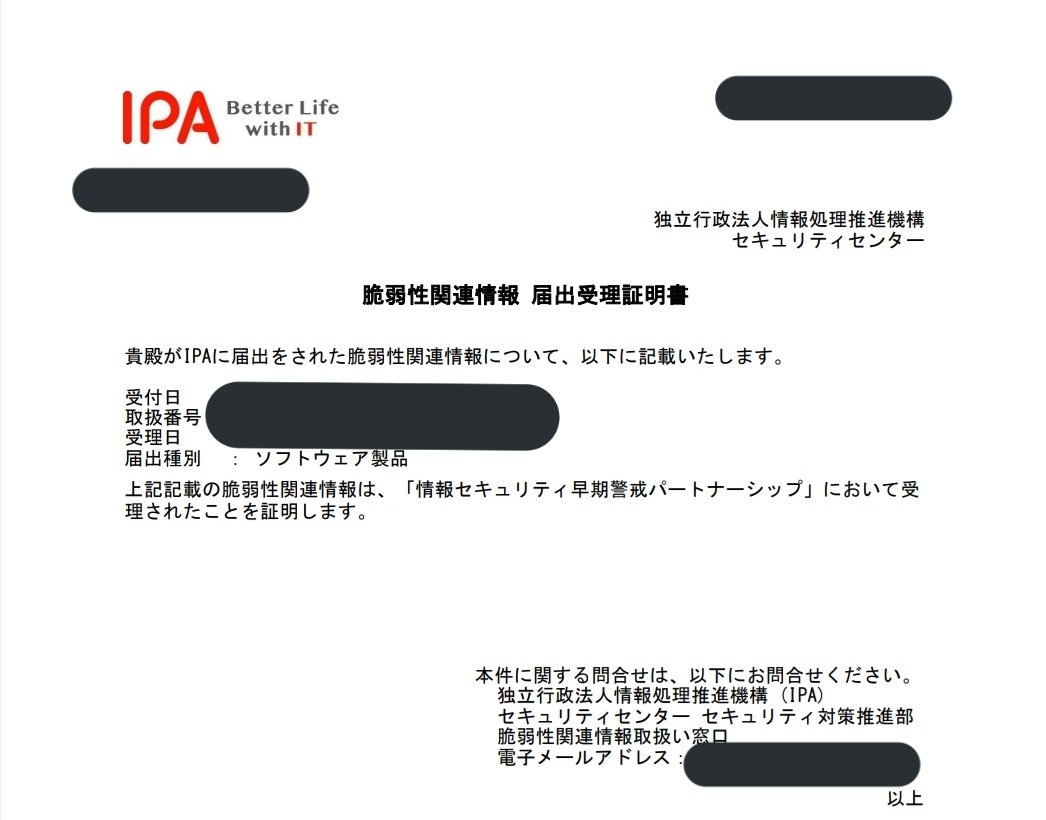 IPA Better Life
with IT
独立行政法人情報処理推進機構
セキュリティセンター
脆弱性関連情報 届出受理証明書
貴殿がIPAに届出をされた脆弱性関連情報について、以下に記載いたします。
受付日
取扱番号
受理日
届出種別 : ソフトウェア製品
上記記載の脆弱性関連情報は、「情報セキュリティ早期警戒パートナーシップ」において受
理されたことを証明します。
本件に関する問合せは、以下にお問合せください。
独立行政法人情報処理推進機構 (IPA)
セキュリティセンター セキュリティ対策推進部
脆弱性関連情報取扱い窓口
電子メールアドレス :
以上